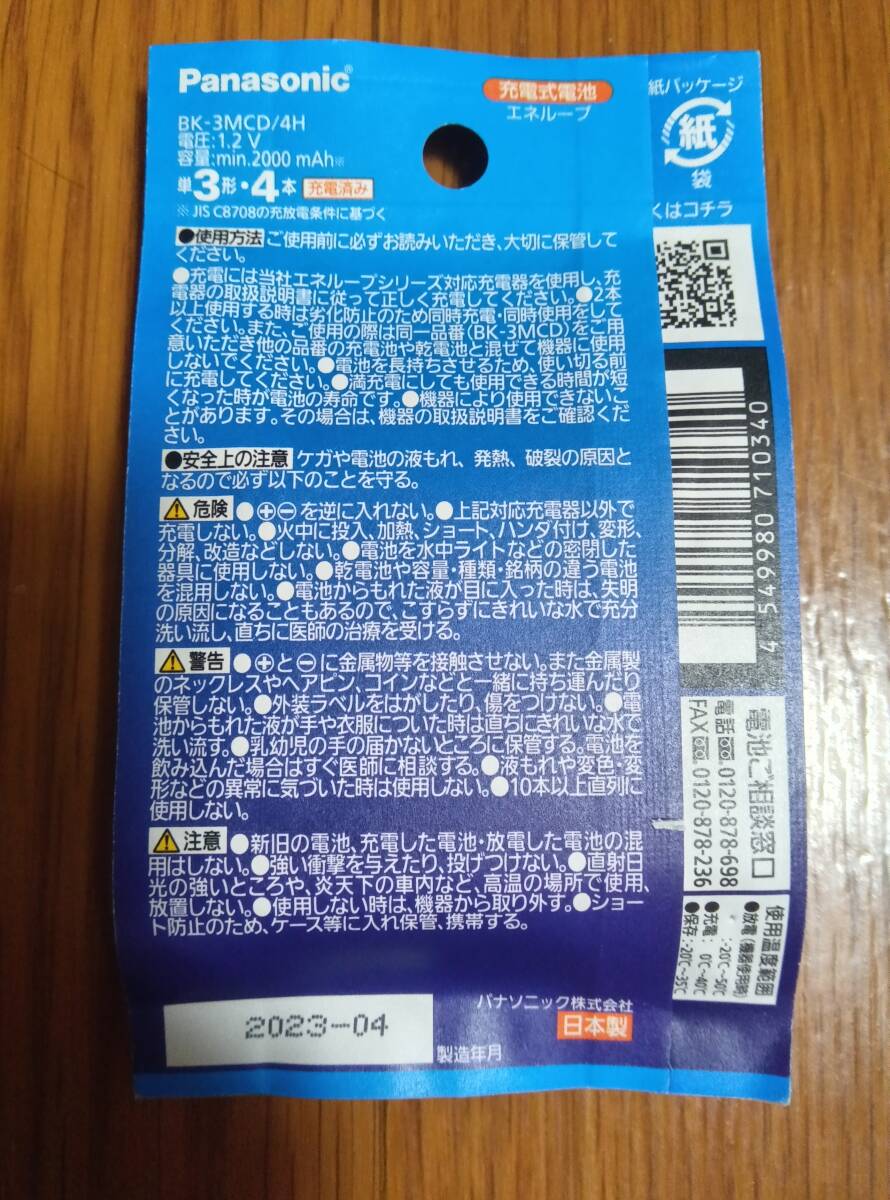 Panasonic®
BK-3MCD/4H
電圧:1.2 V
容量:min.2000 mAh※
単3形・4本 充電済み
※ JIS C8708の充放電条件に基づく
充電式電池
エネループ
●使用方法 ご使用前に必ずお読みいただき、大切に保管して
ください。
●充電には当社エネループシリーズ対応充電器を使用し、充
電器の取扱説明書に従って正しく充電してください。●2本
以上使用する時は劣化防止のため同時充電・同時使用をして
ください。また、ご使用の際は同一品番(BK-3MCD)をご用
意いただき他の品番の充電池や乾電池と混ぜて機器に使用
しないでください。●電池を長持ちさせるため、使い切る前
に充電してください。●満充電にしても使用できる時間が短
くなった時が電池の寿命です。●機器により使用できないこ
とがあります。その場合は、機器の取扱説明書をご確認くだ
さい。
●安全上の注意 ケガや電池の液もれ、発熱、破裂の原因と
なるので必ず以下のことを守る。
⚠危険 ●⊕⊖を逆に入れない。●上記対応充電器以外で
充電しない。●火中に投入、加熱、ショート、ハンダ付け、変形、
分解、改造などしない。●電池を水中ライトなどの密閉した
器具に使用しない。●乾電池や容量・種類・銘柄の違う電池
を混用しない。●電池からもれた液が目に入った時は、失明
の原因になることもあるので、こすらずにきれいな水で充分
洗い流し、直ちに医師の治療を受ける。
⚠警告 ●⊕と⊖に金属物等を接触させない。また金属製
のネックレスやヘアピン、コインなどと一緒に持ち運んだり
保管しない。●外装ラベルをはがしたり、傷をつけない。●電
池からもれた液が手や衣服についた時は直ちにきれいな水で
洗い流す。●乳幼児の手の届かないところに保管する。電池を
飲み込んだ場合はすぐ医師に相談する。●液もれや変色・変
形などの異常に気づいた時は使用しない。●10本以上直列に
使用しない。
⚠注意 ●新旧の電池、充電した電池・放電した電池の混
用はしない。●強い衝撃を与えたり、投げつけない。●直射日
光の強いところや、炎天下の車内など、高温の場所で使用、
放置しない。●使用しない時は、機器から取り外す。●ショー
ト防止のため、ケース等に入れ保管、携帯する。
2023-04
製造年月
パナソニック株式会社
日本製
紙パッケージ
紙
袋
くはコチラ
4 549980 710340
電池ご相談窓口
電話 0120-878-698
FAX 0120-878-236
使用温度範囲
●放電(機器使用時)
:-20℃~50℃
●充電: 0℃~40℃
●保存:-20℃~35℃